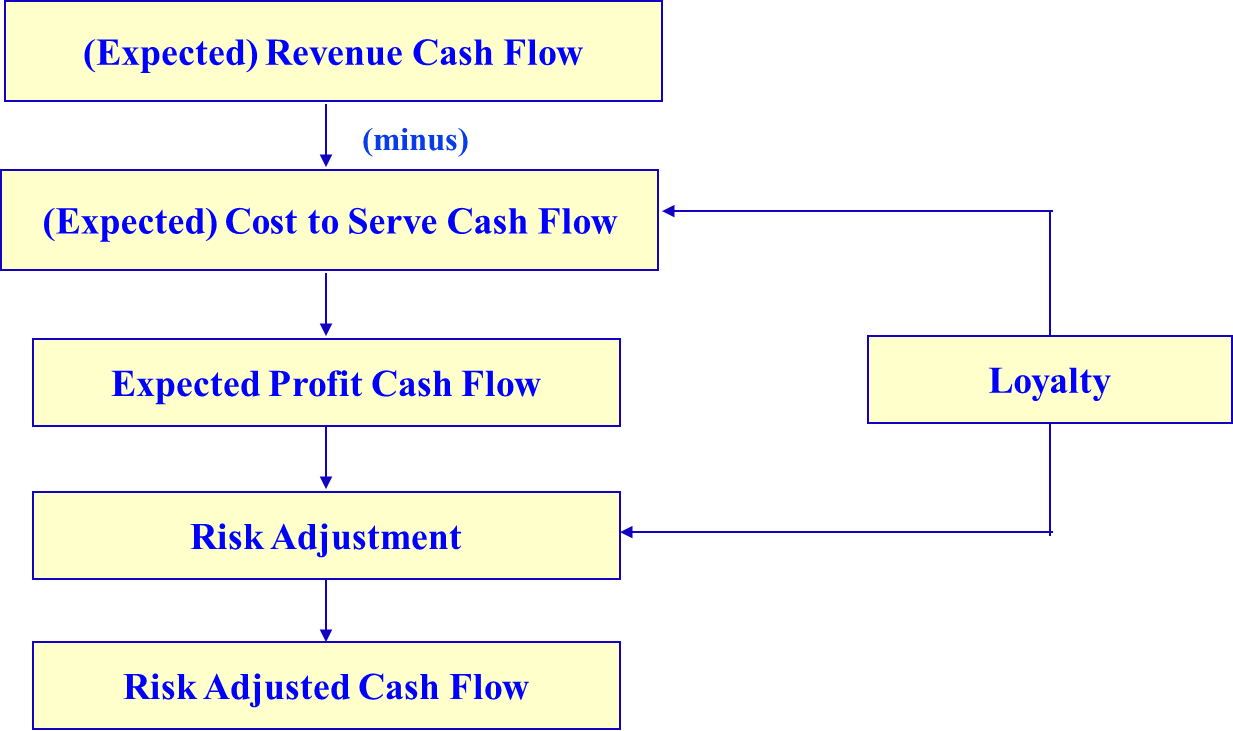 (Expected) Revenue Cash Flow
(minus)
(Expected) Cost to Serve Cash Flow
Expected Profit Cash Flow
Loyalty
Risk Adjustment
Risk Adjusted Cash Flow